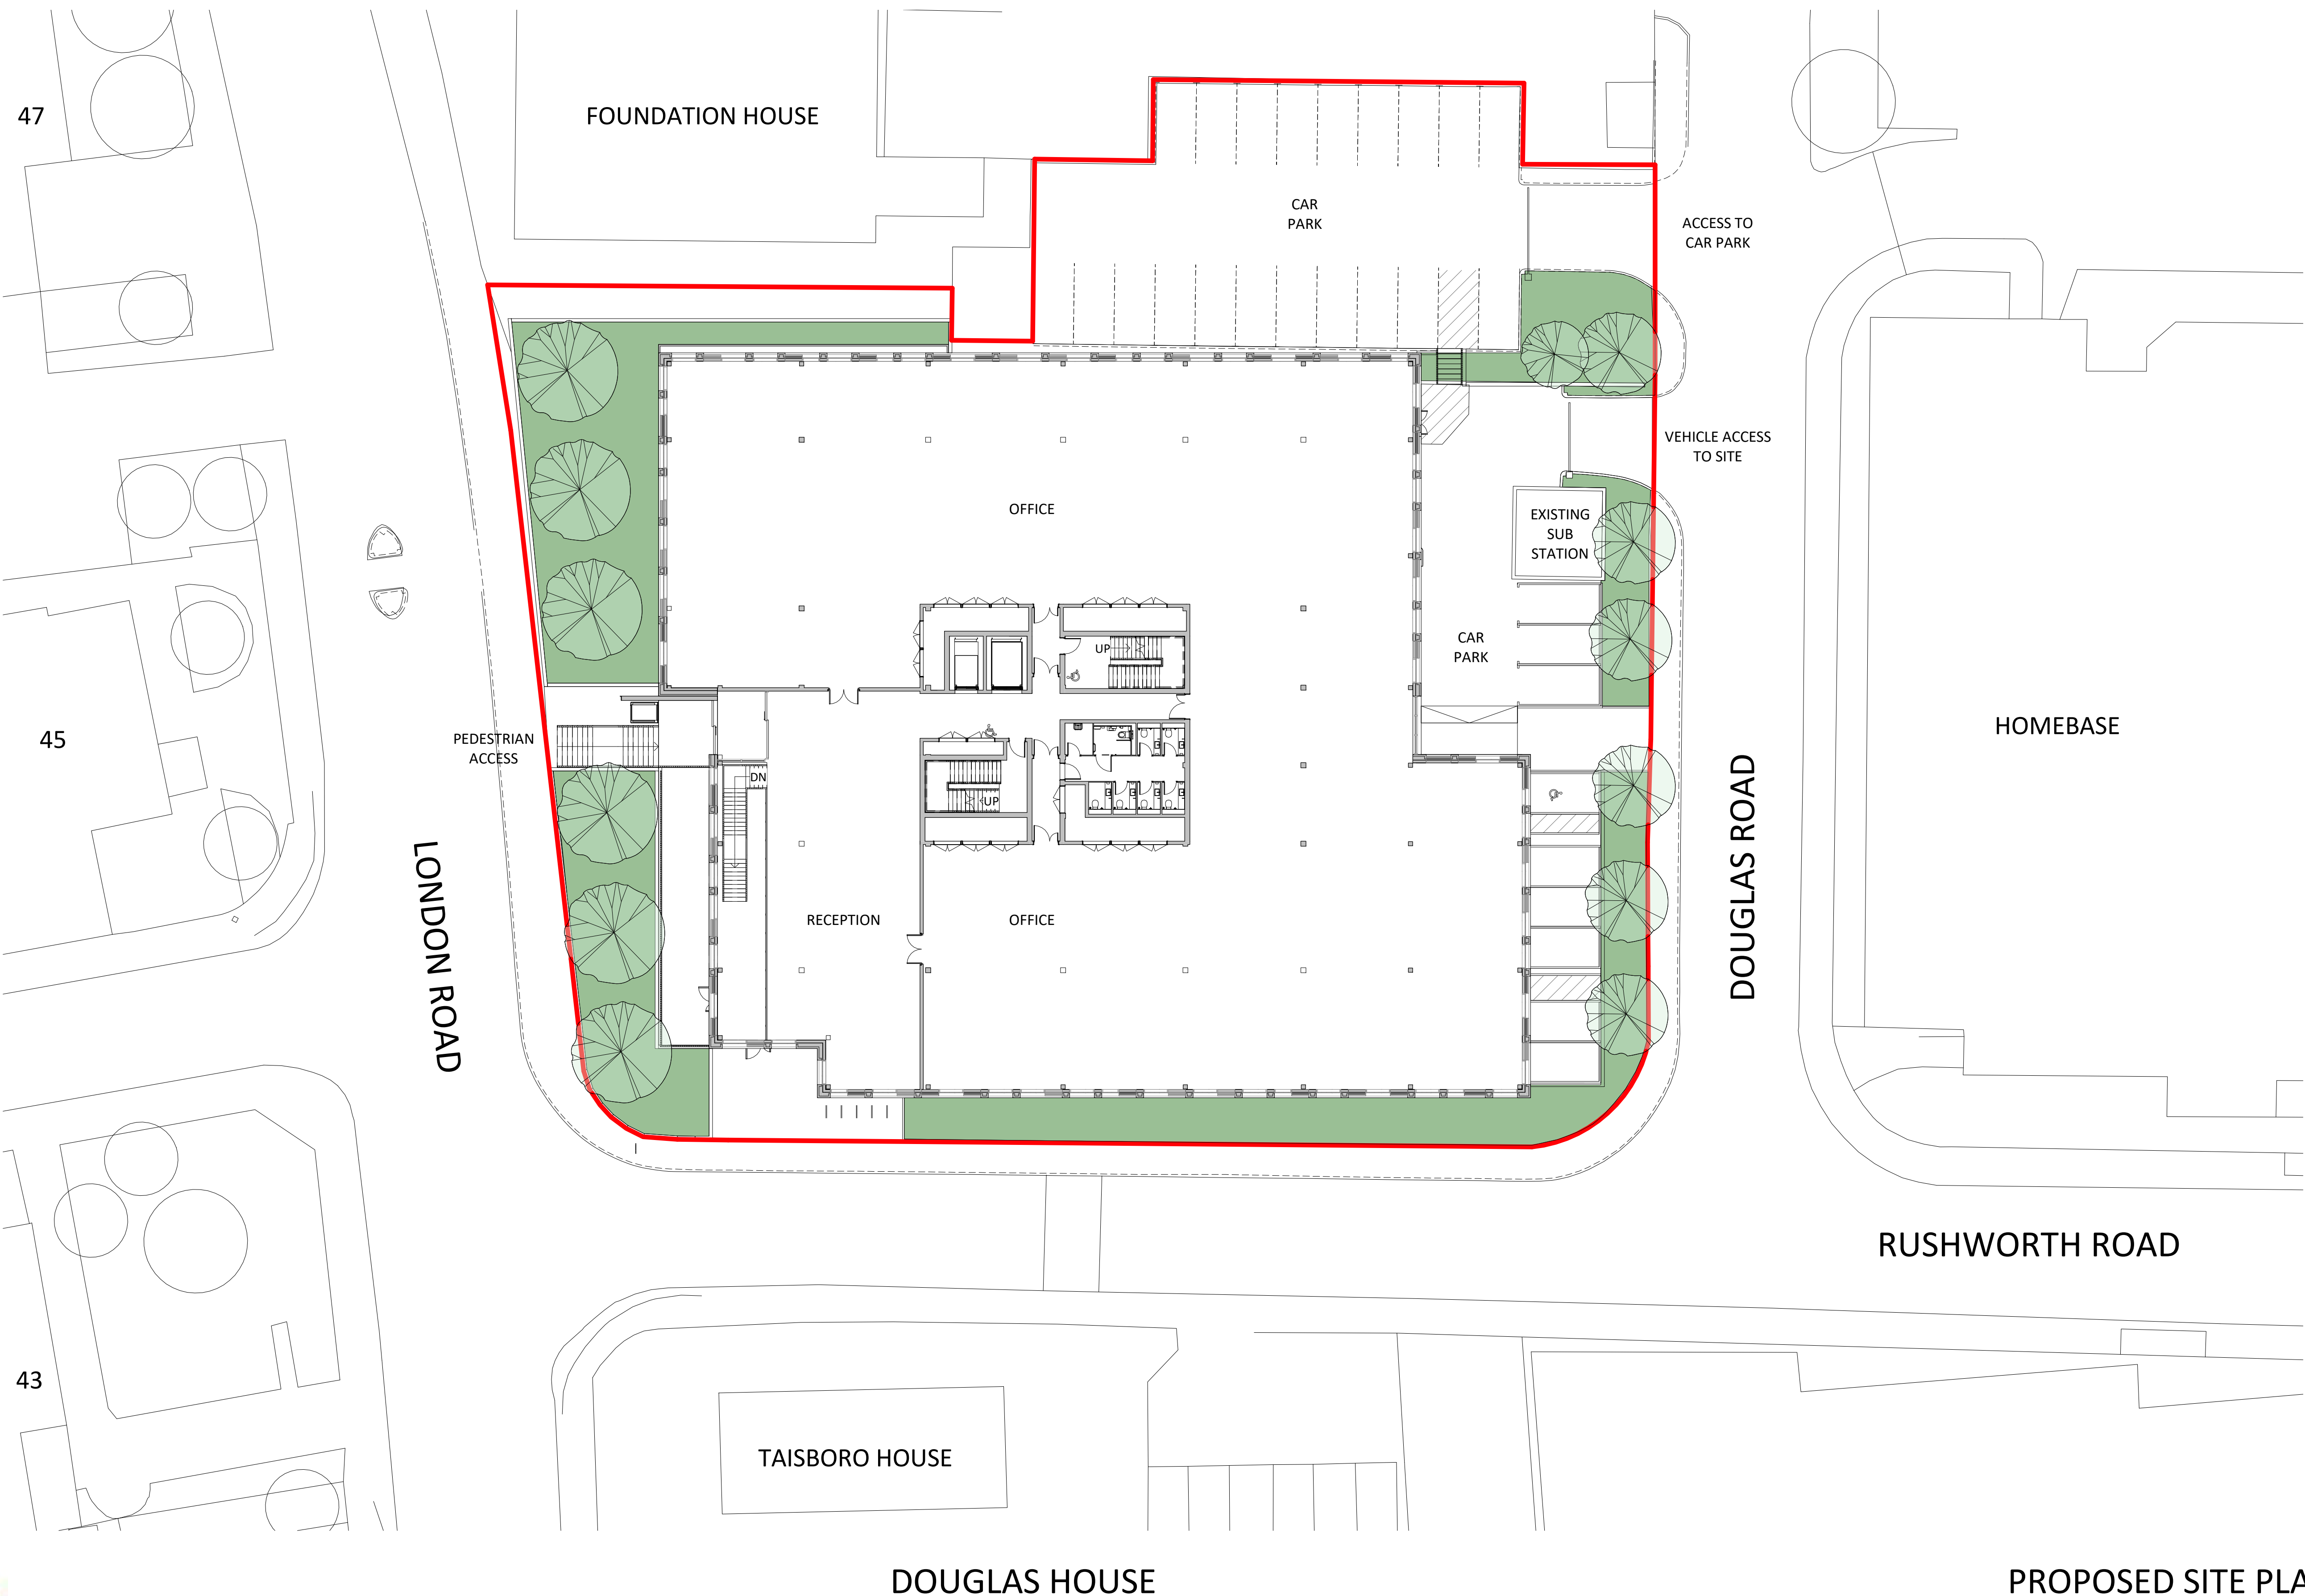 47
FOUNDATION HOUSE
CAR
PARK
ACCESS TO
CAR PARK
VEHICLE ACCESS
TO SITE
OFFICE
EXISTING
SUB
STATION
UP
CAR
PARK
45
PEDESTRIAN
ACCESS
HOMEBASE
DN
UP
LONDON ROAD
DOUGLAS ROAD
RECEPTION
OFFICE
RUSHWORTH ROAD
43
TAISBORO HOUSE
DOUGLAS HOUSE
PROPOSED SITE PLA